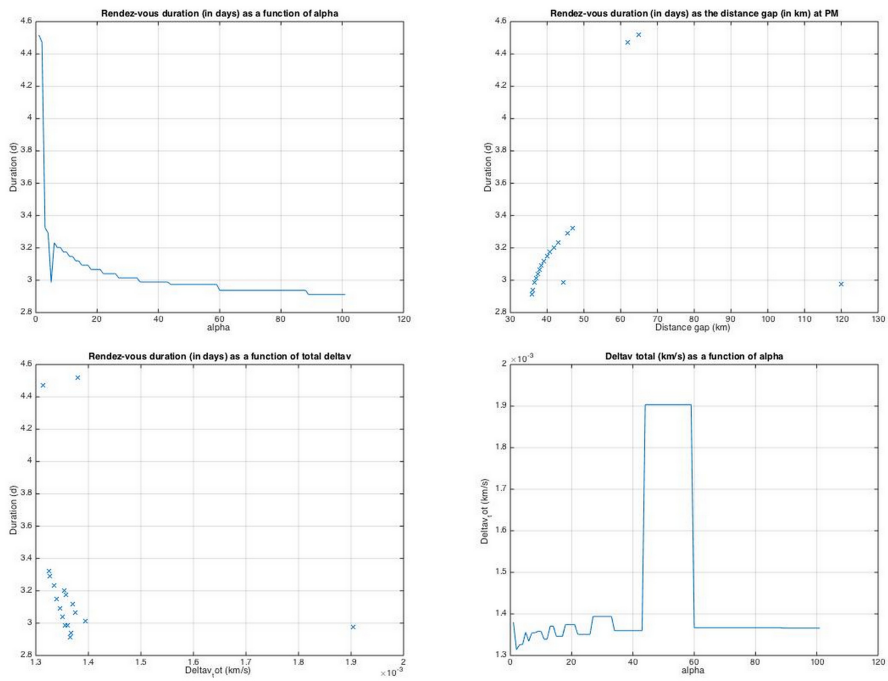 Rendez-vous duration (in days) as a function of alpha
4.6
4.4
4.2
4
3.8
3.6
3.4
3.2
3
2.8
Duration (d)
0 20 40 60 80 100 120
alpha
Rendez-vous duration (in days) as the distance gap (in km) at PM
4.6
4.4
4.2
4
3.8
3.6
3.4
3.2
3
2.8
Duration (d)
30 40 50 60 70 80 90 100 110 120 130
Distance gap (km)
Rendez-vous duration (in days) as a function of total deltav
4.6
4.4
4.2
4
3.8
3.6
3.4
3.2
3
2.8
Duration (d)
1.3 1.4 1.5 1.6 1.7 1.8 1.9 2
Deltavtot (km/s)
×10-3
Deltav total (km/s) as a function of alpha
×10-3
2
1.9
1.8
1.7
1.6
1.5
1.4
1.3
Deltavtot (km/s)
0 20 40 60 80 100 120
alpha